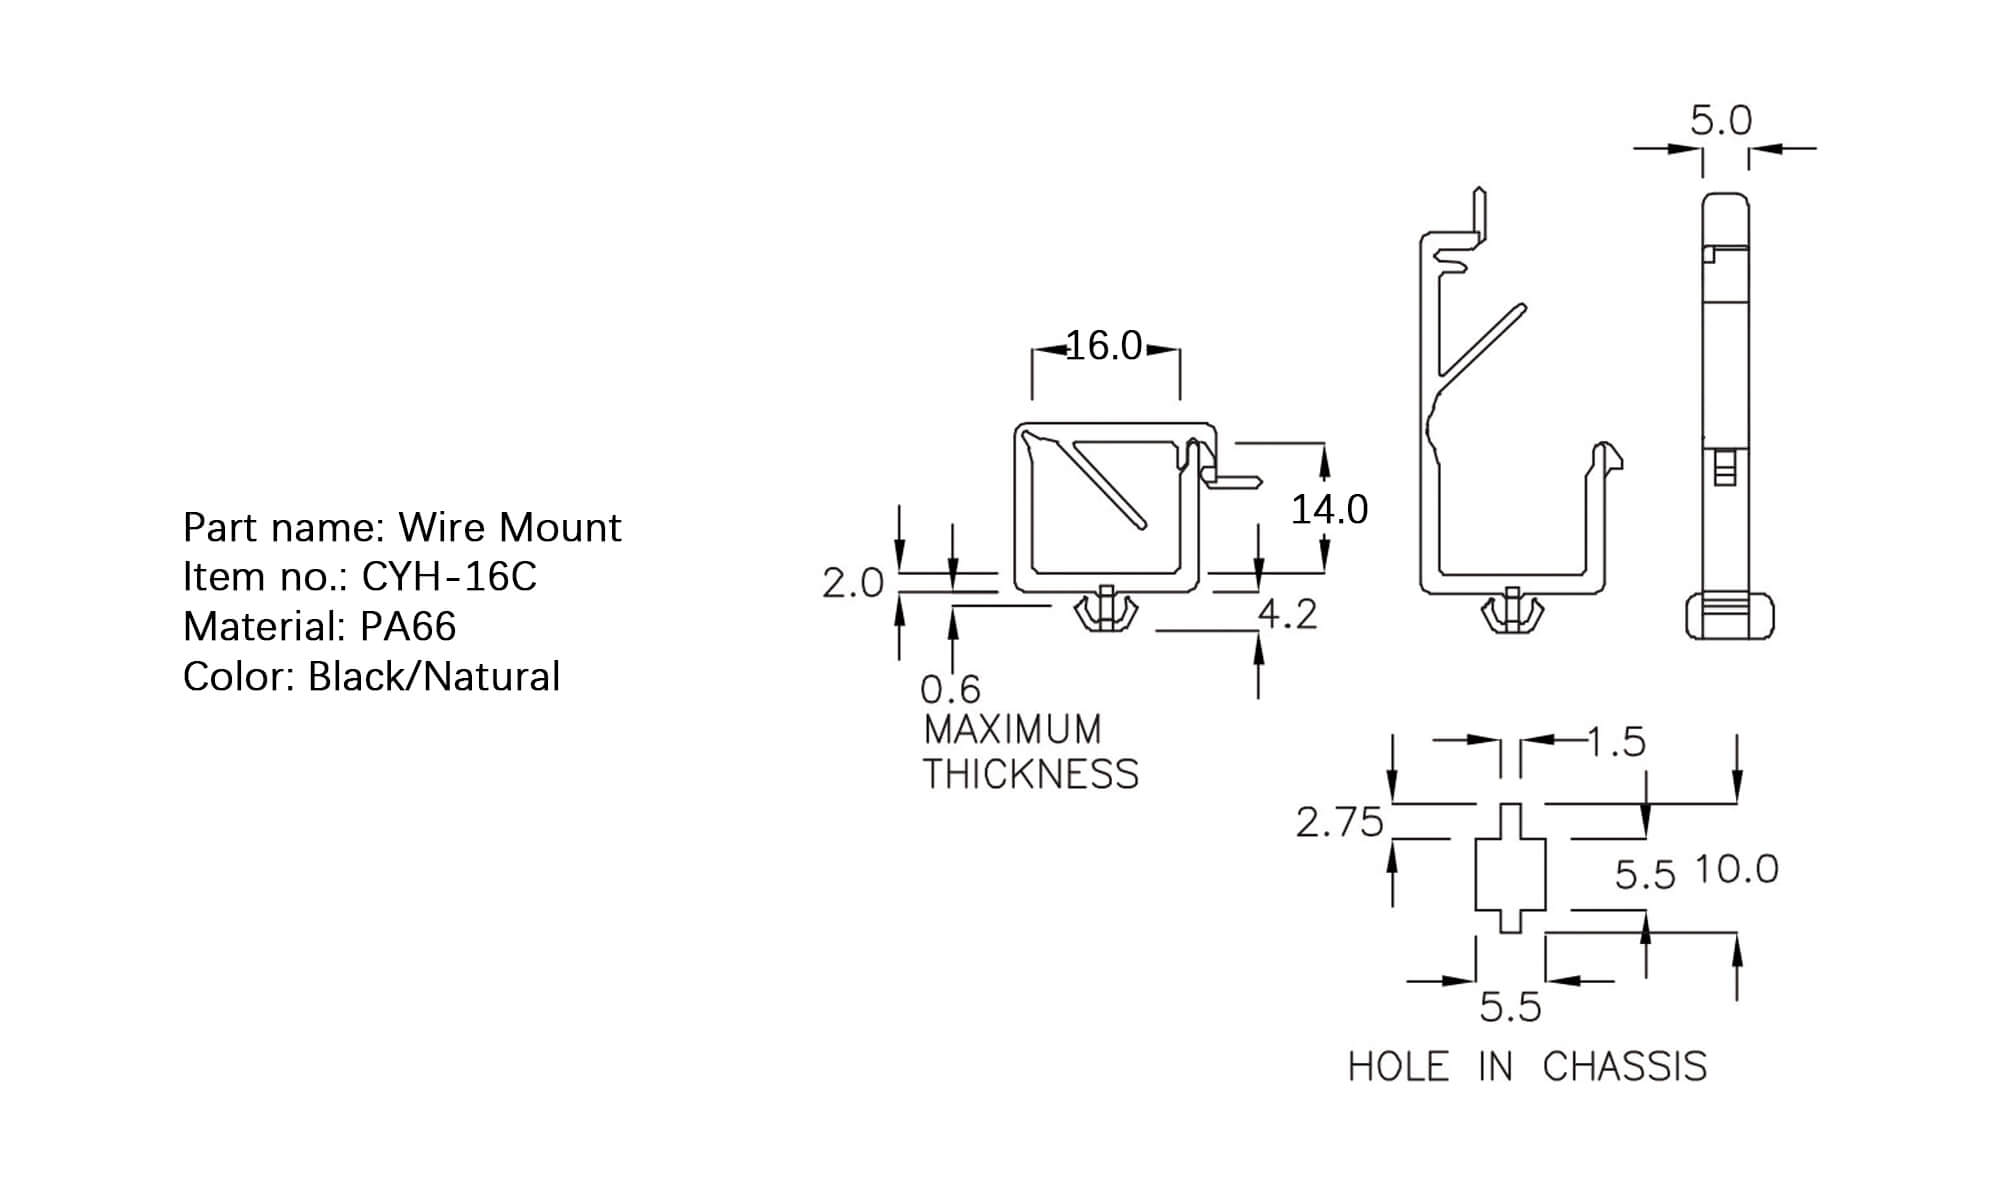 Part name: Wire Mount
Item no.: CYH-16C
Material: PA66
Color: Black/Natural
5.0
16.0
14.0
2.0
4.2
0.6
MAXIMUM
THICKNESS
1.5
2.75
5.5 10.0
5.5
HOLE IN CHASSIS